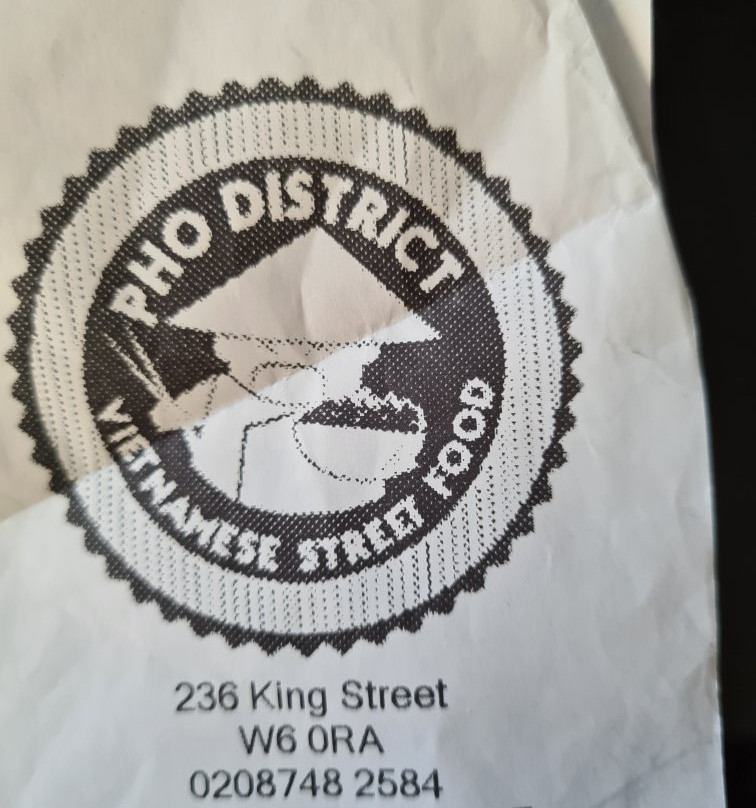 PHO DISTRICT
VIETNAMESE STREET FOOD
236 King Street
W6 0RA
0208748 2584